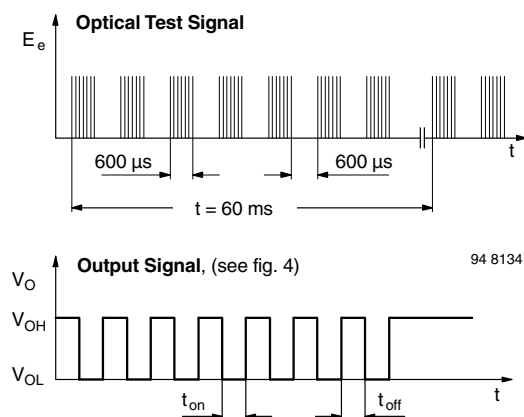 Optical Test Signal
E e
600 µs
600 µs
t
t = 60 ms
Output Signal, (see fig. 4)
94 8134
V O
V OH
V OL
t on
t off
t